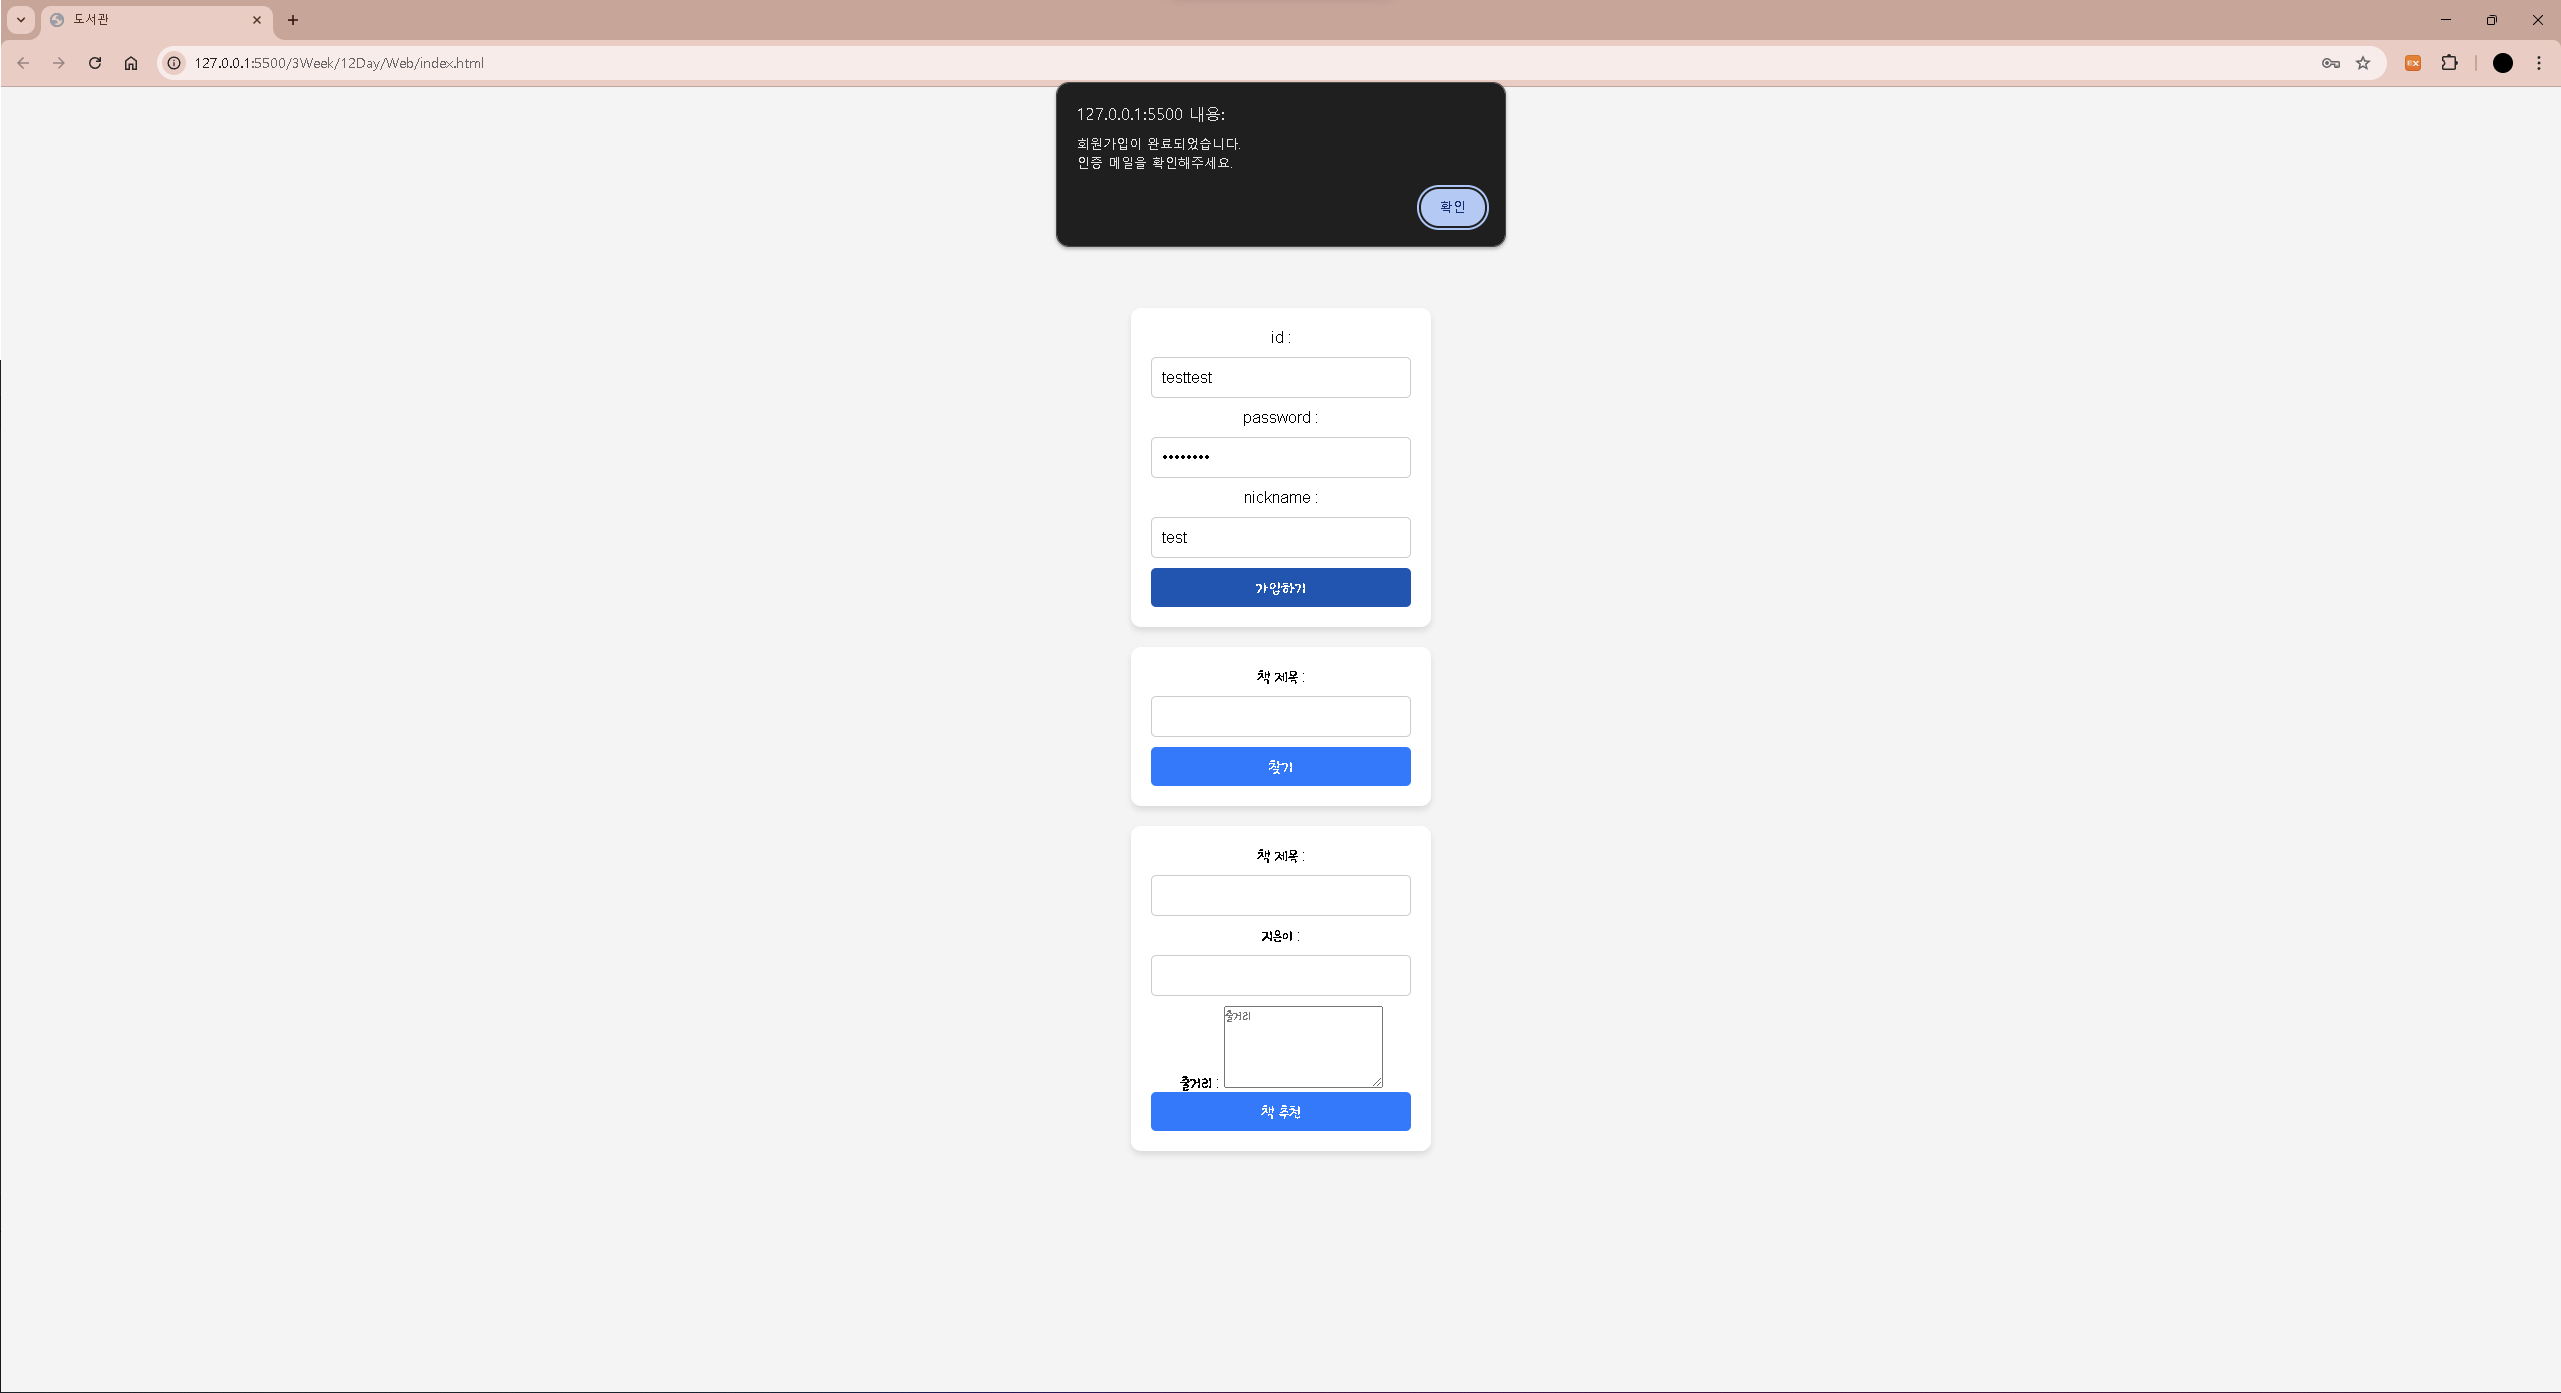 도서관
127.0.0.1:5500/3Week/12Day/Web/index.html
127.0.0.1:5500 내용:
회원가입이 완료되었습니다.
인증 메일을 확인해주세요.
확인
id :
testtest
password :
••••••••
nickname :
test
가입하기
책 제목 :
찾기
책 제목 :
지은이 :
줄거리
줄거리 :
책 추천